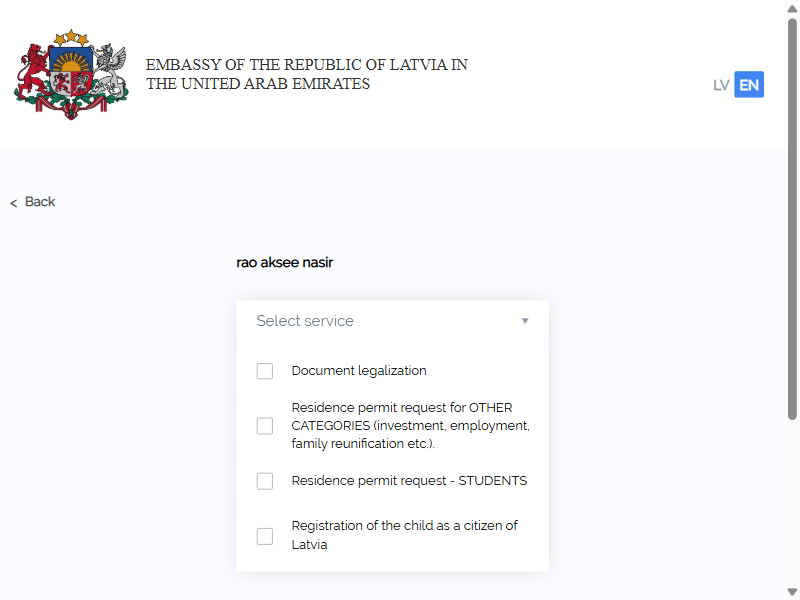 EMBASSY OF THE REPUBLIC OF LATVIA IN
THE UNITED ARAB EMIRATES
LV EN
< Back
rao aksee nasir
Select service
Document legalization
Residence permit request for OTHER
CATEGORIES (investment, employment,
family reunification etc.).
Residence permit request - STUDENTS
Registration of the child as a citizen of
Latvia